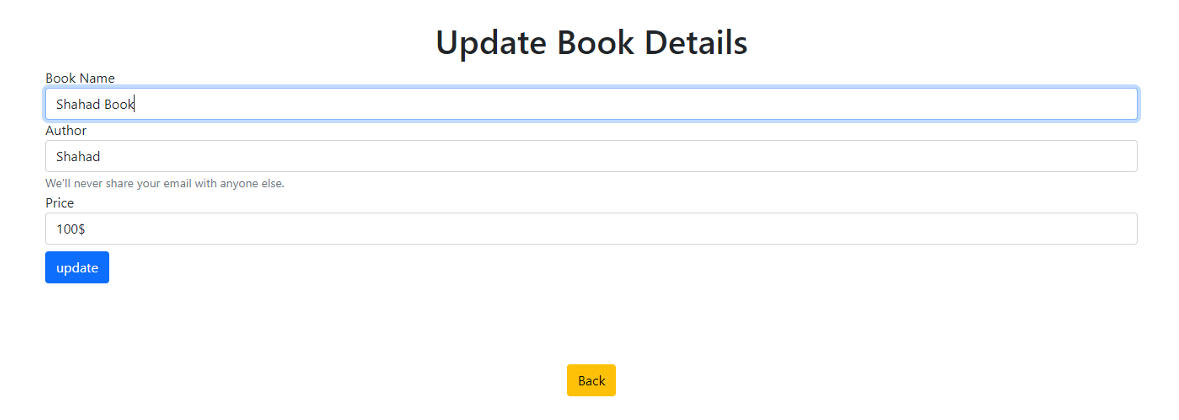 Update Book Details
Book Name
Shahad Book
Author
Shahad
We'll never share your email with anyone else.
Price
100$
update
Back